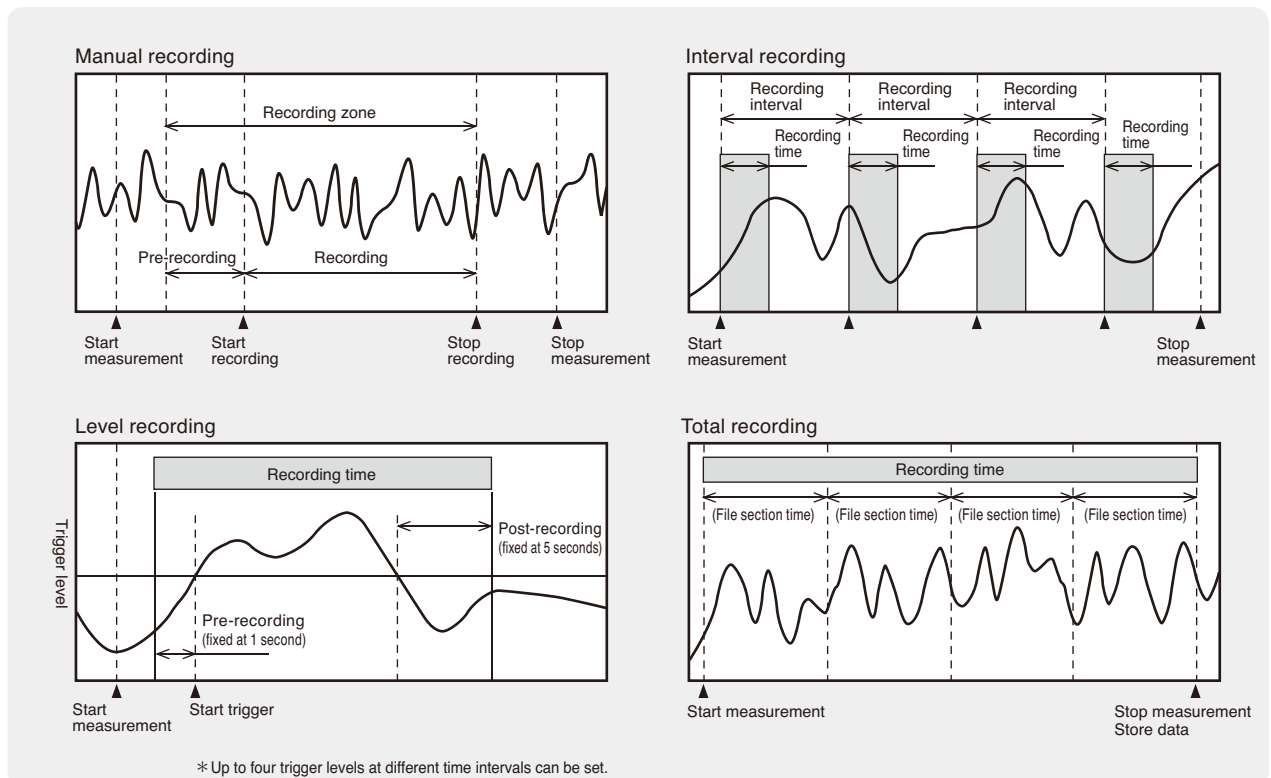 Manual recording
Recording zone
Pre-recording
Recording
Start
measurement
Start
recording
Stop
recording
Stop
measurement
Interval recording
Recording
interval
Recording
interval
Recording
interval
Recording
time
Recording
time
Recording
time
Recording
time
Start
measurement
Stop
measurement
Level recording
Recording time
Trigger level
Post-recording
(fixed at 5 seconds)
Pre-recording
(fixed at 1 second)
Start
measurement
Start trigger
＊Up to four trigger levels at different time intervals can be set.
Total recording
Recording time
(File section time)
(File section time)
(File section time)
(File section time)
Start measurement
Stop measurement
Store data